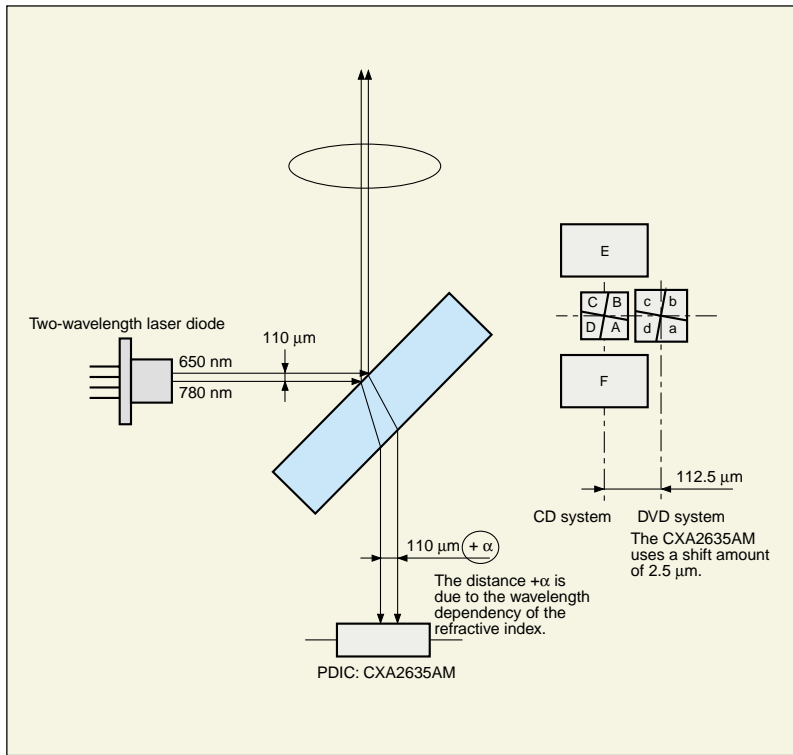 Two-wavelength laser diode
110 μm
650 nm
780 nm
E
C B
D A
c b
d a
F
112.5 μm
CD system
DVD system
The CXA2635AM
uses a shift amount
of 2.5 μm.
110 μm + α
The distance +α is
due to the wavelength
dependency of the
refractive index.
PDIC: CXA2635AM